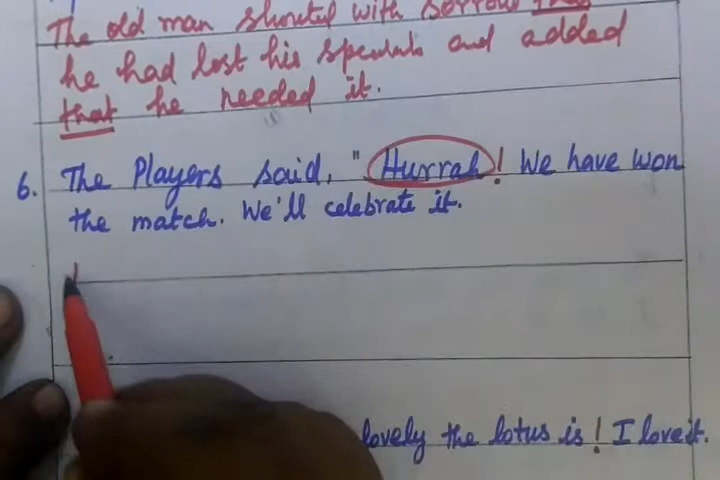 The old man shouted with sorrow that
he had lost his and added
that he needed it.
6. The Players said, " Hurrah! We have won
the match. We'll celebrate it.
lovely the lotus is! I love it.